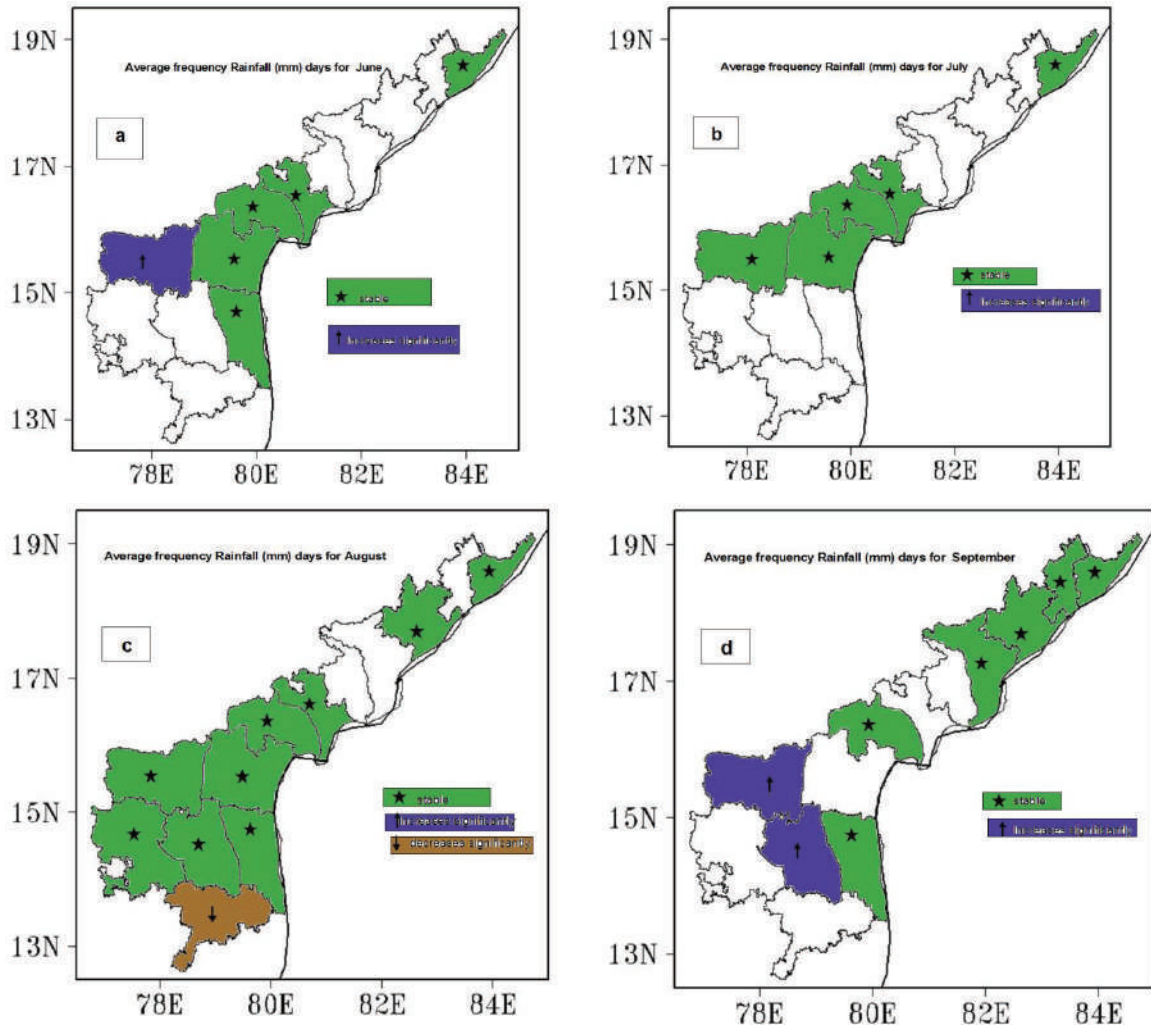 Average frequency Rainfall (mm) days for June
a
19N
17N
15N
13N
78E 80E 82E 84E
★ stable
↑ Increases significantly
Average frequency Rainfall (mm) days for July
b
19N
17N
15N
13N
78E 80E 82E 84E
★ stable
↑ Increases significantly
Average frequency Rainfall (mm) days for August
c
19N
17N
15N
13N
78E 80E 82E 84E
★ stable
↑ Increases significantly
↓ decreases significantly
Average frequency Rainfall (mm) days for September
d
19N
17N
15N
13N
78E 80E 82E 84E
★ stable
↑ Increases significantly